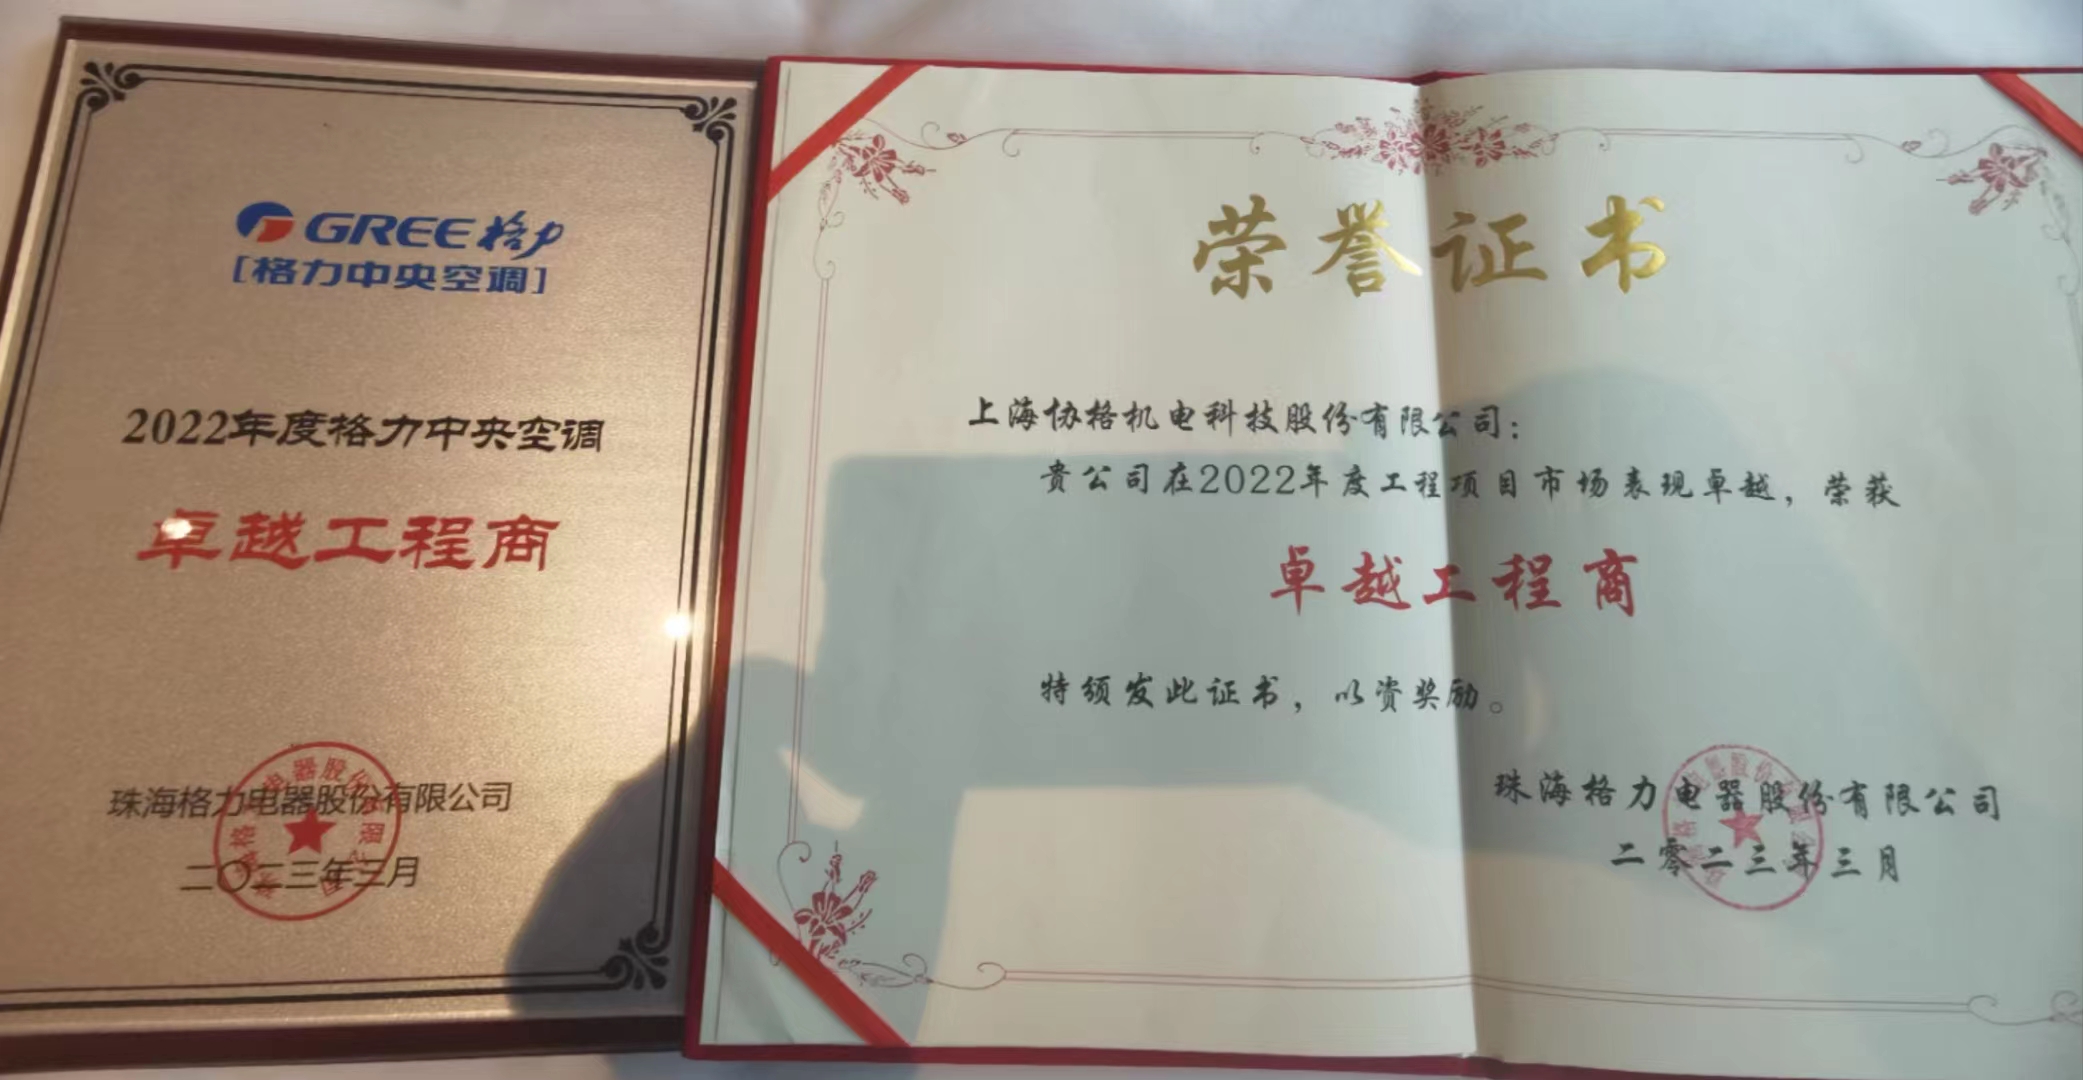 GREE格力
[格力中央空调]
2022年度格力中央空调
卓越工程商
珠海格力电器股份有限公司
二〇二三年三月
荣誉证书
上海协格机电科技股份有限公司：
贵公司在2022年度工程项目市场表现卓越，荣获
卓越工程商
特颁发此证书，以资奖励。
珠海格力电器股份有限公司
二零二三年三月